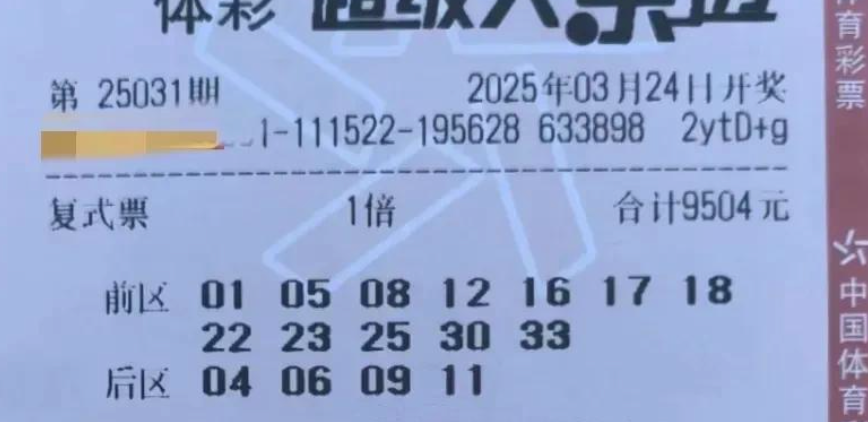 体彩 超级大乐透
第 25031期 2025年03月24日开奖
1-111522-195628 633898 2ytD+g
复式票 1倍 合计9504元
前区 01 05 08 12 16 17 18
22 23 25 30 33
后区 04 06 09 11
体育彩票
中国体育